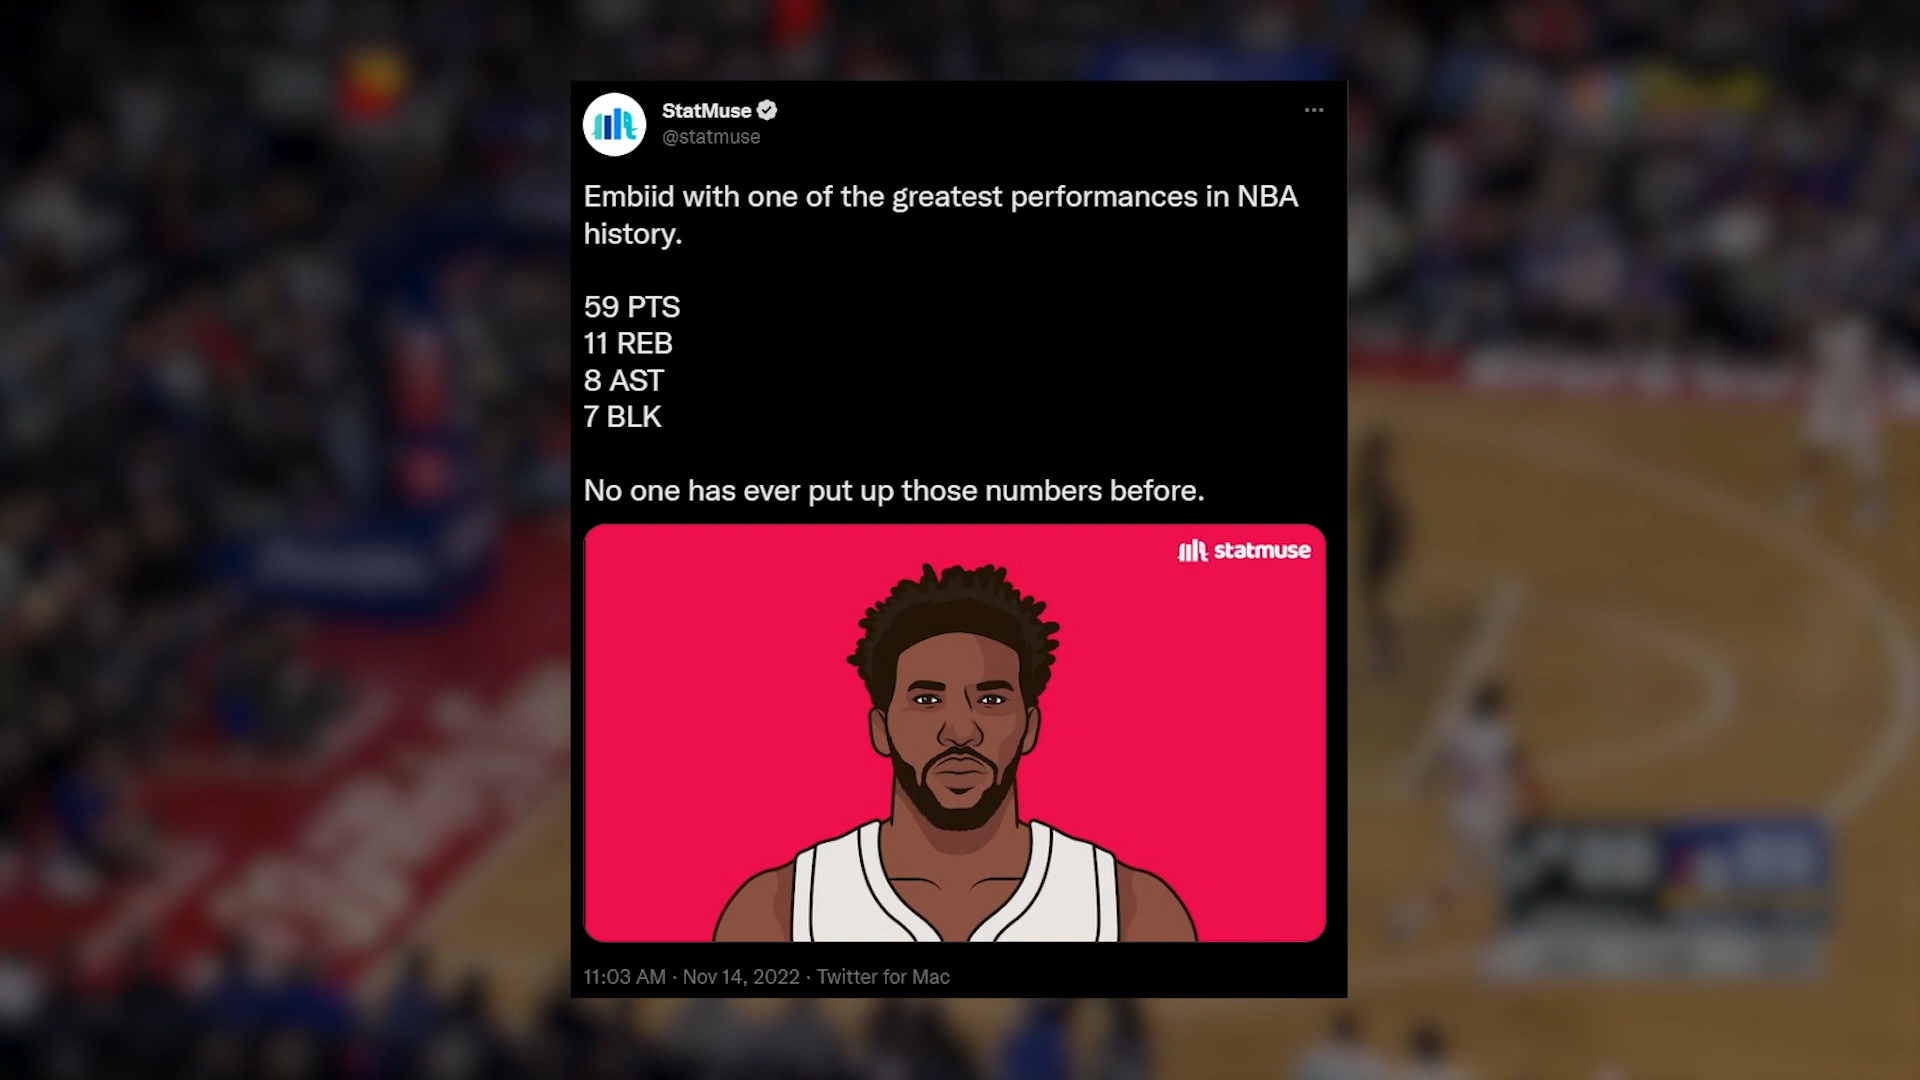 StatMuse
@statmuse
Embiid with one of the greatest performances in NBA
history.
59 PTS
11 REB
8 AST
7 BLK
No one has ever put up those numbers before.
statmuse
11:03 AM · Nov 14, 2022 · Twitter for Mac